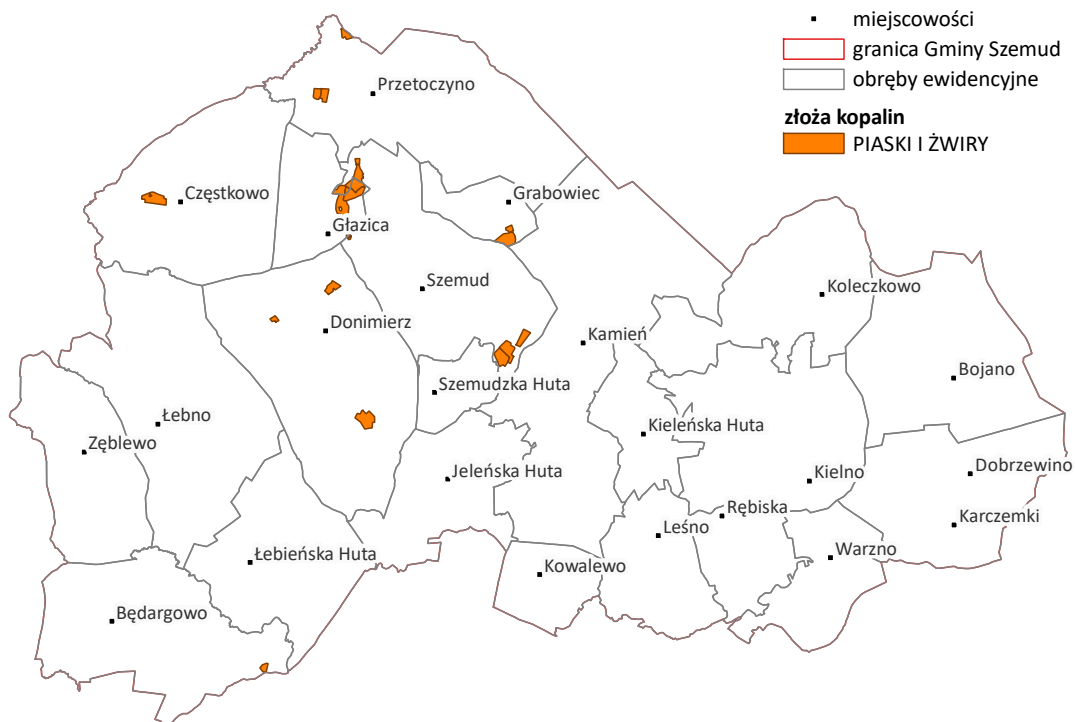 miejscowości
granica Gminy Szemud
obręby ewidencyjne
złoża kopalin
PIASKI I ŻWIRY
Przetoczyno
Częstkowo
Grabowiec
Głazica
Szemud
Koleczkowo
Donimierz
Kamień
Bojano
Szemudzka Huta
Łebno
Kieleńska Huta
Zęblewo
Jeleńska Huta
Kielno
Dobrzewino
Rębiska
Karczemki
Leśno
Łebieńska Huta
Warzno
Kowalewo
Będargowo